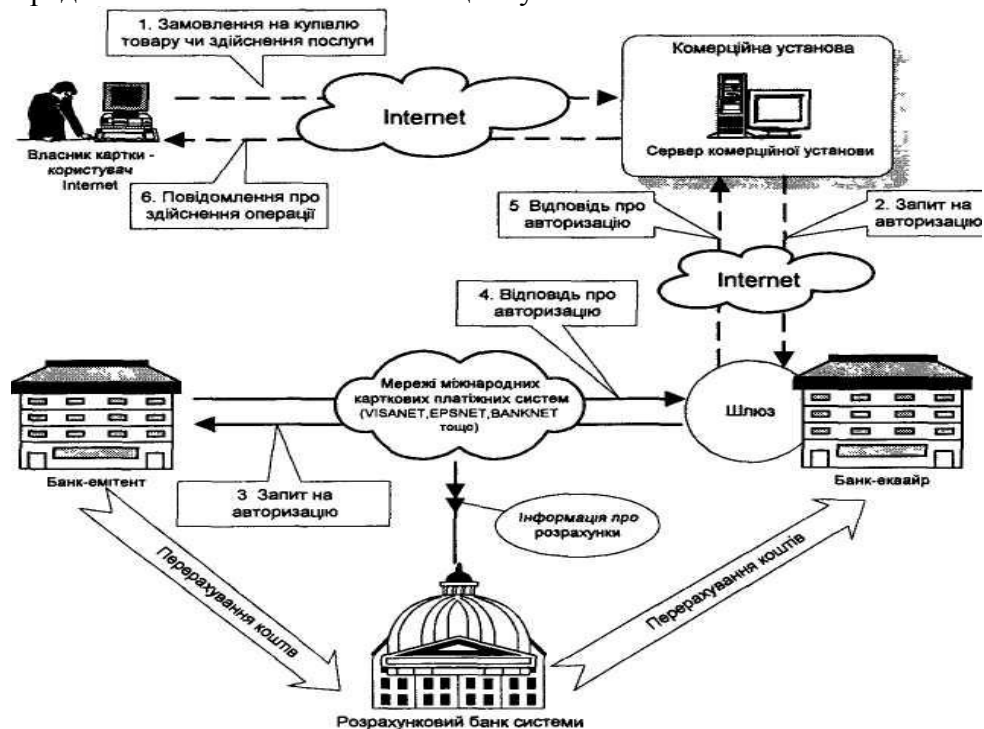 1. Замовлення на купівлю
товару чи здійснення послуги
Комерційна установа
Internet
Сервер комерційної установи
Власник картки -
користувач
Internet
6. Повідомлення про
здійснення операції
5 Відповідь про
авторизацію
2. Запит на
авторизацію
Internet
4. Відповідь про
авторизацію
Мережі міжнародних
карткових платіжних систем
(VISANET,EPSNET,BANKNET
тощо)
Шлюз
Банк-емітент
Банк-еквайр
3 Запит на
авторизацію
Інформація про
розрахунки
Перерахування коштів
Перерахування коштів
Розрахунковий банк системи